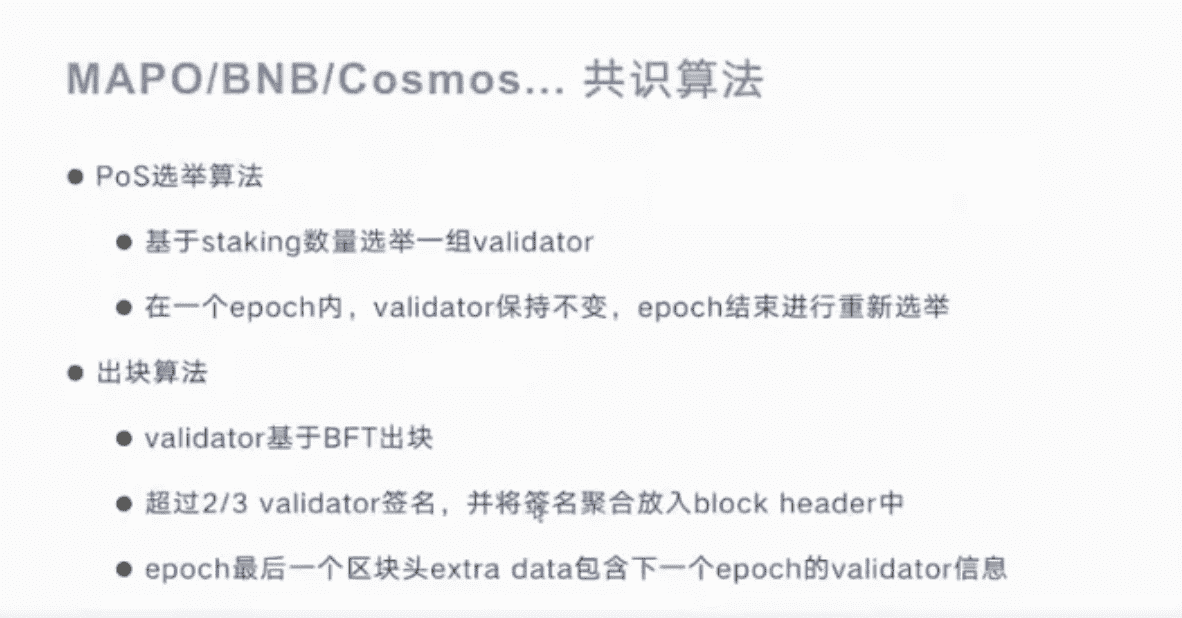 MAPO/BNB/Cosmos... 共识算法
● PoS选举算法
● 基于staking数量选举一组validator
● 在一个epoch内，validator保持不变，epoch结束进行重新选举
● 出块算法
● validator基于BFT出块
● 超过2/3 validator签名，并将签名聚合放入block header中
● epoch最后一个区块头extra data包含下一个epoch的validator信息